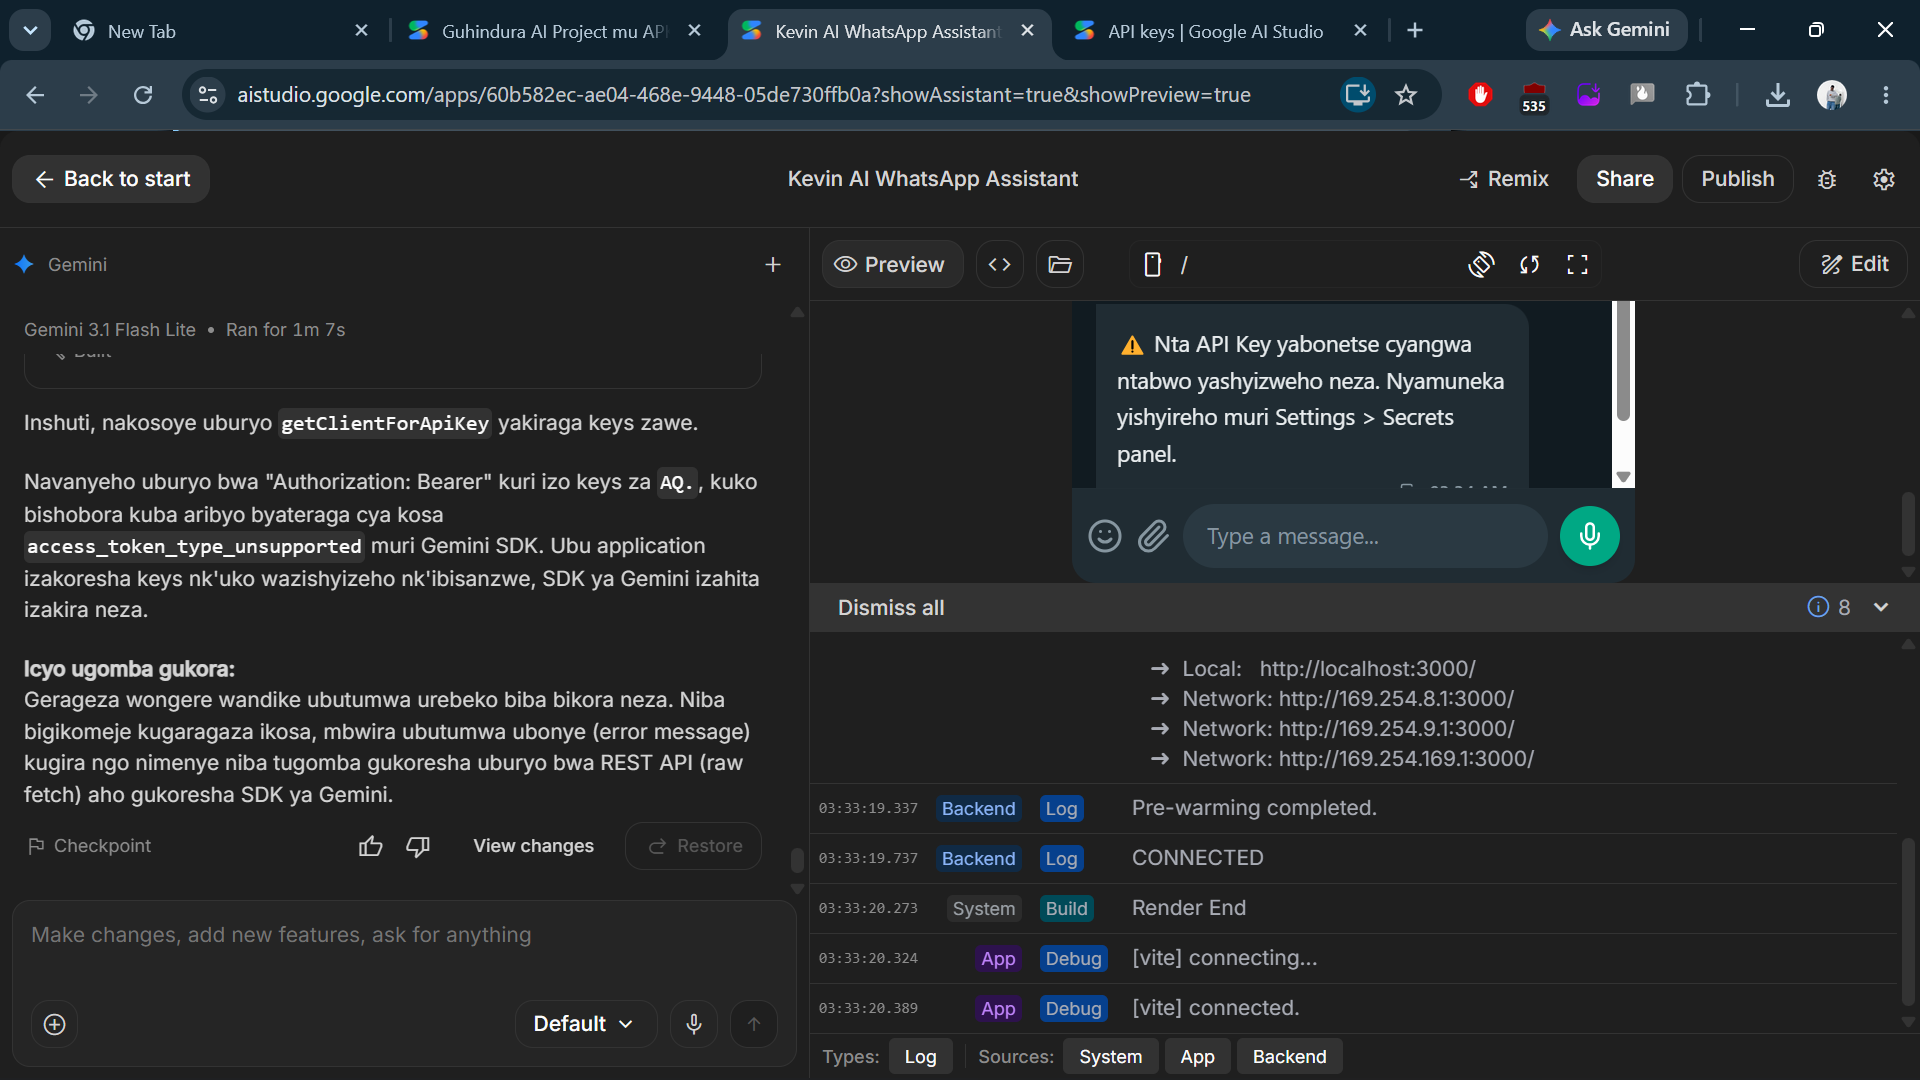 New Tab
Guhindura AI Project mu AP
Kevin AI WhatsApp Assistant
API keys | Google AI Studio
Ask Gemini
aistudio.google.com/apps/60b582ec-ae04-468e-9448-05de730ffb0a?showAssistant=true&showPreview=true
535
Back to start
Kevin AI WhatsApp Assistant
Remix
Share
Publish
Gemini
Preview
/
Edit
Gemini 3.1 Flash Lite • Ran for 1m 7s
Built
Inshuti, nakosoye uburyo getClientForApiKey yakiraga keys zawe.
Navanyeho uburyo bwa "Authorization: Bearer" kuri izo keys za AQ., kuko
bishobora kuba aribyo byateraga cya kosa
access_token_type_unsupported muri Gemini SDK. Ubu application
izakoresha keys nk'uko wazishyizeho nk'ibisanzwe, SDK ya Gemini izahita
izakira neza.
Icyo ugomba gukora:
Gerageza wongere wandike ubutumwa urebeko biba bikora neza. Niba
bigikomeje kugaragaza ikosa, mbwira ubutumwa ubonye (error message)
kugira ngo nimenye niba tugomba gukoresha uburyo bwa REST API (raw
fetch) aho gukoresha SDK ya Gemini.
Checkpoint
View changes
Restore
Make changes, add new features, ask for anything
Default
Nta API Key yabonetse cyangwa
ntabwo yashyizweho neza. Nyamuneka
yishyireho muri Settings > Secrets
panel.
Type a message...
Dismiss all
8
→ Local: http://localhost:3000/
→ Network: http://169.254.8.1:3000/
→ Network: http://169.254.9.1:3000/
→ Network: http://169.254.169.1:3000/
03:33:19.337 Backend Log Pre-warming completed.
03:33:19.737 Backend Log CONNECTED
03:33:20.273 System Build Render End
03:33:20.324 App Debug [vite] connecting...
03:33:20.389 App Debug [vite] connected.
Types: Log Sources: System App Backend